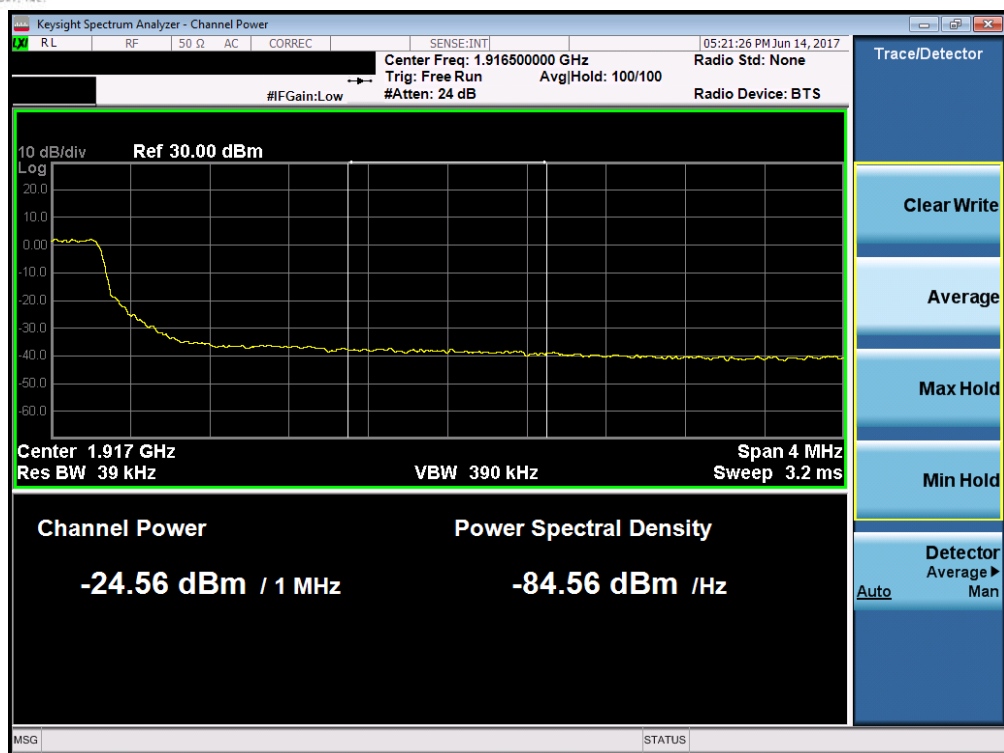 Keysight Spectrum Analyzer - Channel Power
LXI RL RF 50 Ω AC CORREC SENSE:INT 05:21:26 PM Jun 14, 2017
Center Freq: 1.916500000 GHz Radio Std: None
Trig: Free Run Avg|Hold: 100/100
#IFGain:Low #Atten: 24 dB Radio Device: BTS
10 dB/div Ref 30.00 dBm
Log
20.0
10.0
0.00
-10.0
-20.0
-30.0
-40.0
-50.0
-60.0
Center 1.917 GHz Span 4 MHz
Res BW 39 kHz VBW 390 kHz Sweep 3.2 ms
Channel Power Power Spectral Density
-24.56 dBm / 1 MHz -84.56 dBm /Hz
MSG STATUS
Trace/Detector
Clear Write
Average
Max Hold
Min Hold
Detector
Average
Auto Man